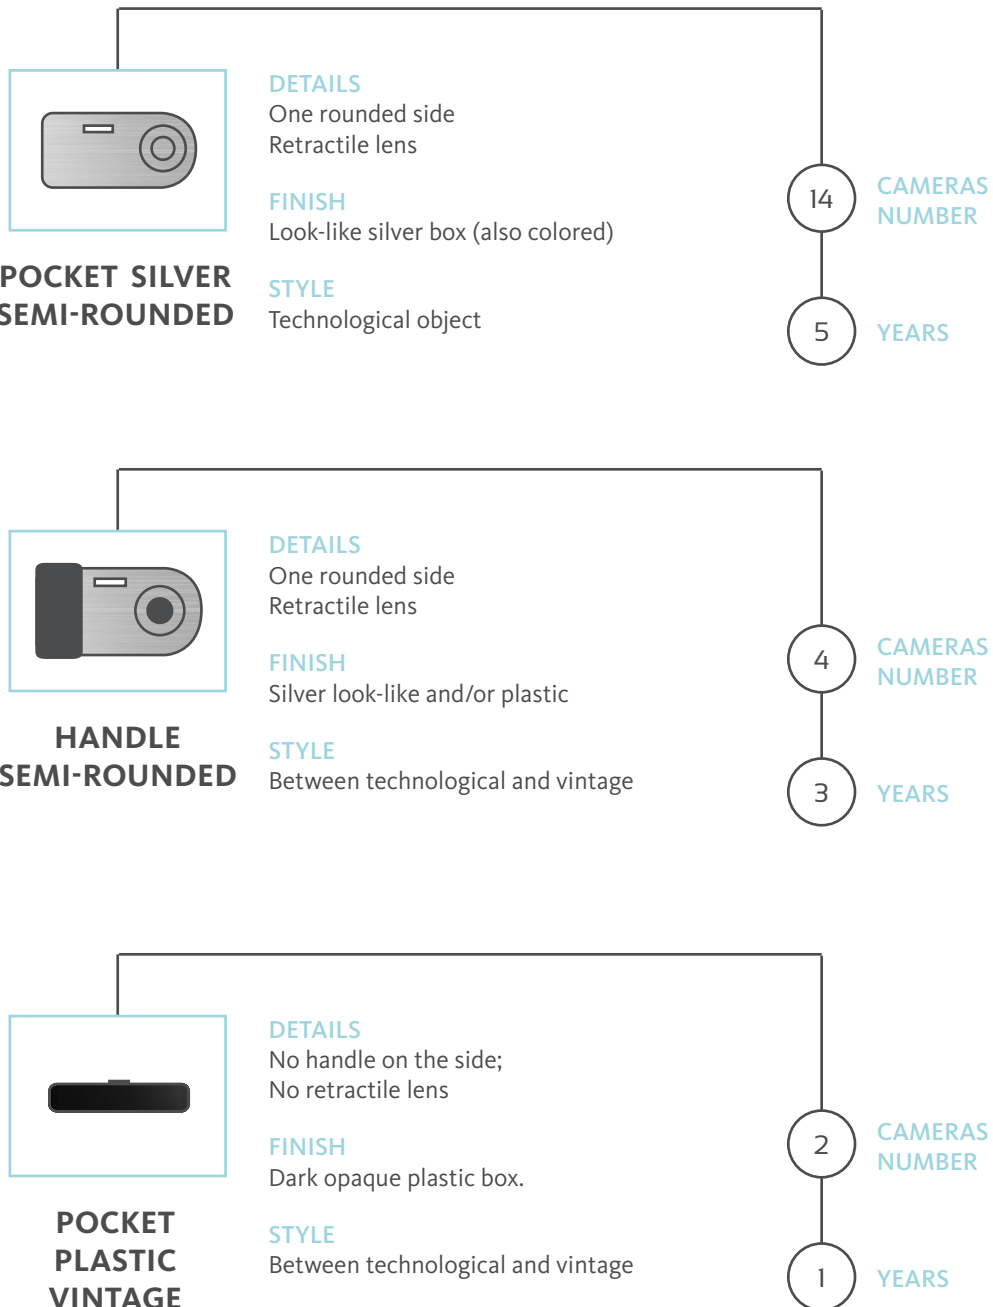 DETAILS
One rounded side
Retractile lens
FINISH
Look-like silver box (also colored)
STYLE
Technological object
POCKET SILVER
SEMI-ROUNDED
14
CAMERAS
NUMBER
5
YEARS
DETAILS
One rounded side
Retractile lens
FINISH
Silver look-like and/or plastic
STYLE
Between technological and vintage
HANDLE
SEMI-ROUNDED
4
CAMERAS
NUMBER
3
YEARS
DETAILS
No handle on the side;
No retractile lens
FINISH
Dark opaque plastic box.
STYLE
Between technological and vintage
POCKET
PLASTIC
VINTAGE
2
CAMERAS
NUMBER
1
YEARS